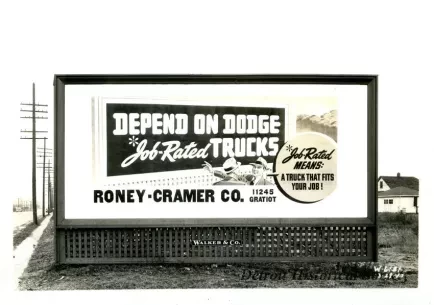 DEPEND ON DODGE
*Job-Rated TRUCKS
*Job-Rated
MEANS:
A TRUCK THAT FITS
YOUR JOB!
RONEY-CRAMER CO. 11245
GRATIOT
WALKER & CO.